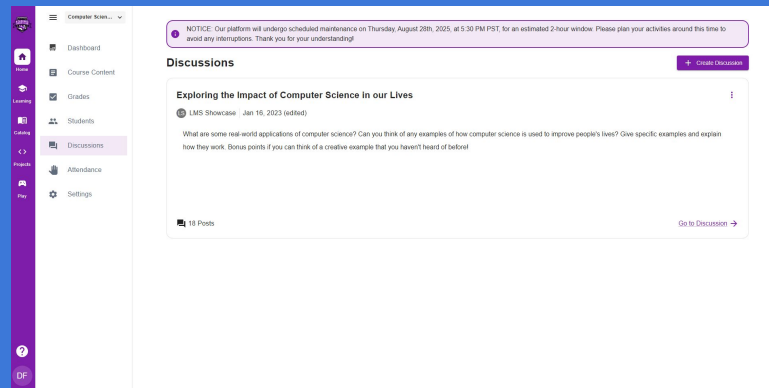 Computer Scien...
Home
Learning
Catalog
Projects
Play
DF
Dashboard
Course Content
Grades
Students
Discussions
Attendance
Settings
NOTICE: Our platform will undergo scheduled maintenance on Thursday, August 28th, 2025, at 5:30 PM PST, for an estimated 2-hour window. Please plan your activities around this time to
avoid any interruptions. Thank you for your understanding!
Discussions
+ Create Discussion
Exploring the Impact of Computer Science in our Lives
LS LMS Showcase Jan 16, 2023 (edited)
What are some real-world applications of computer science? Can you think of any examples of how computer science is used to improve people's lives? Give specific examples and explain
how they work. Bonus points if you can think of a creative example that you haven't heard of before!
18 Posts
Go to Discussion